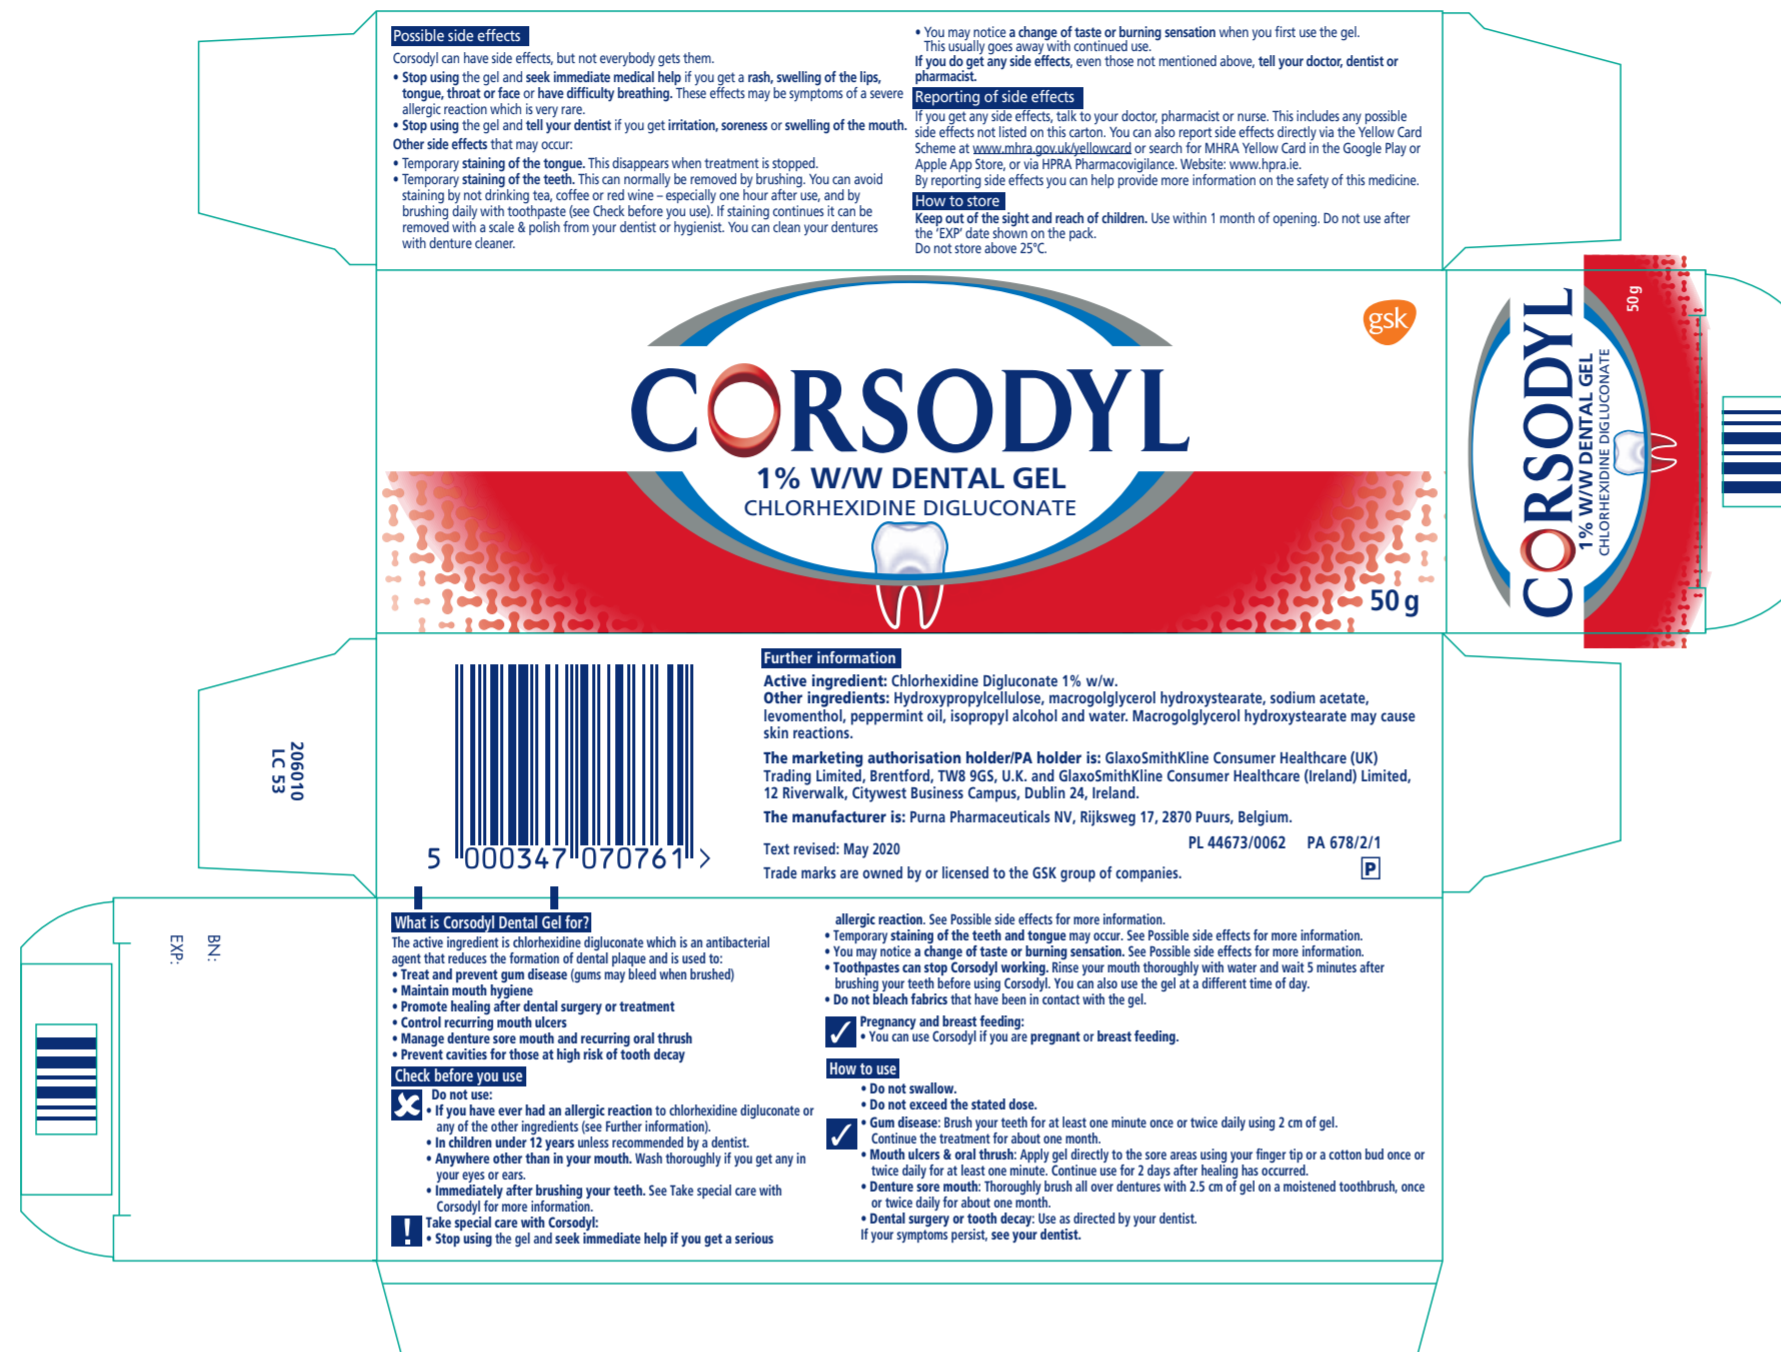 Possible side effects
Corsodyl can have side effects, but not everybody gets them.
• Stop using the gel and seek immediate medical help if you get a rash, swelling of the lips,
tongue, throat or face or have difficulty breathing. These effects may be symptoms of a severe
allergic reaction which is very rare.
• Stop using the gel and tell your dentist if you get irritation, soreness or swelling of the mouth.
Other side effects that may occur:
• Temporary staining of the tongue. This disappears when treatment is stopped.
• Temporary staining of the teeth. This can normally be removed by brushing. You can avoid
staining by not drinking tea, coffee or red wine – especially one hour after use, and by
brushing daily with toothpaste (see Check before you use). If staining continues it can be
removed with a scale & polish from your dentist or hygienist. You can clean your dentures
with denture cleaner.
• You may notice a change of taste or burning sensation when you first use the gel.
This usually goes away with continued use.
If you do get any side effects, even those not mentioned above, tell your doctor, dentist or
pharmacist.
Reporting of side effects
If you get any side effects, talk to your doctor, pharmacist or nurse. This includes any possible
side effects not listed on this carton. You can also report side effects directly via the Yellow Card
Scheme at www.mhra.gov.uk/yellowcard or search for MHRA Yellow Card in the Google Play or
Apple App Store, or via HPRA Pharmacovigilance. Website: www.hpra.ie.
By reporting side effects you can help provide more information on the safety of this medicine.
How to store
Keep out of the sight and reach of children. Use within 1 month of opening. Do not use after
the 'EXP' date shown on the pack.
Do not store above 25°C.
gsk
CORSODYL
1% W/W DENTAL GEL
CHLORHEXIDINE DIGLUCONATE
50 g
CORSODYL
1% W/W DENTAL GEL
CHLORHEXIDINE DIGLUCONATE
50 g
206010
LC 53
5 000347 070761 >
Further information
Active ingredient: Chlorhexidine Digluconate 1% w/w.
Other ingredients: Hydroxypropylcellulose, macrogolglycerol hydroxystearate, sodium acetate,
levomenthol, peppermint oil, isopropyl alcohol and water. Macrogolglycerol hydroxystearate may cause
skin reactions.
The marketing authorisation holder/PA holder is: GlaxoSmithKline Consumer Healthcare (UK)
Trading Limited, Brentford, TW8 9GS, U.K. and GlaxoSmithKline Consumer Healthcare (Ireland) Limited,
12 Riverwalk, Citywest Business Campus, Dublin 24, Ireland.
The manufacturer is: Purna Pharmaceuticals NV, Rijksweg 17, 2870 Puurs, Belgium.
PL 44673/0062 PA 678/2/1
Text revised: May 2020
P
Trade marks are owned by or licensed to the GSK group of companies.
BN:
EXP:
What is Corsodyl Dental Gel for?
The active ingredient is chlorhexidine digluconate which is an antibacterial
agent that reduces the formation of dental plaque and is used to:
• Treat and prevent gum disease (gums may bleed when brushed)
• Maintain mouth hygiene
• Promote healing after dental surgery or treatment
• Control recurring mouth ulcers
• Manage denture sore mouth and recurring oral thrush
• Prevent cavities for those at high risk of tooth decay
Check before you use
Do not use:
• If you have ever had an allergic reaction to chlorhexidine digluconate or
any of the other ingredients (see Further information).
• In children under 12 years unless recommended by a dentist.
• Anywhere other than in your mouth. Wash thoroughly if you get any in
your eyes or ears.
• Immediately after brushing your teeth. See Take special care with
Corsodyl for more information.
! Take special care with Corsodyl:
• Stop using the gel and seek immediate help if you get a serious
allergic reaction. See Possible side effects for more information.
• Temporary staining of the teeth and tongue may occur. See Possible side effects for more information.
• You may notice a change of taste or burning sensation. See Possible side effects for more information.
• Toothpastes can stop Corsodyl working. Rinse your mouth thoroughly with water and wait 5 minutes after
brushing your teeth before using Corsodyl. You can also use the gel at a different time of day.
• Do not bleach fabrics that have been in contact with the gel.
Pregnancy and breast feeding:
• You can use Corsodyl if you are pregnant or breast feeding.
How to use
• Do not swallow.
• Do not exceed the stated dose.
• Gum disease: Brush your teeth for at least one minute once or twice daily using 2 cm of gel.
Continue the treatment for about one month.
• Mouth ulcers & oral thrush: Apply gel directly to the sore areas using your finger tip or a cotton bud once or
twice daily for at least one minute. Continue use for 2 days after healing has occurred.
• Denture sore mouth: Thoroughly brush all over dentures with 2.5 cm of gel on a moistened toothbrush, once
or twice daily for about one month.
• Dental surgery or tooth decay: Use as directed by your dentist.
If your symptoms persist, see your dentist.